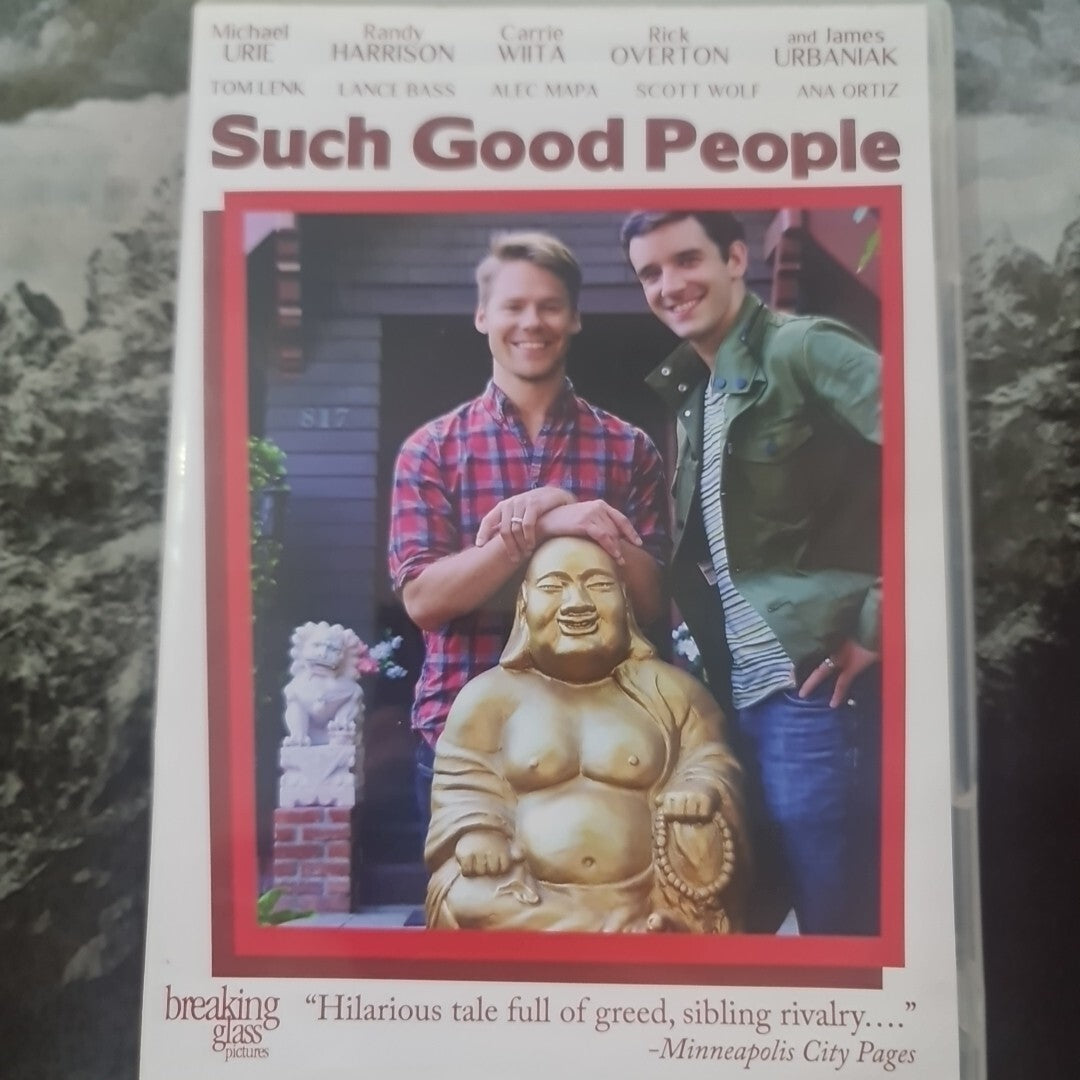 Michael Randy Carrie Rick and James
URIE HARRISON WIITA OVERTON URBANIAK
TOM LENK LANCE BASS ALEC MAPA SCOTT WOLF ANA ORTIZ
Such Good People
817
breaking
glass
pictures
“Hilarious tale full of greed, sibling rivalry….”
–Minneapolis City Pages